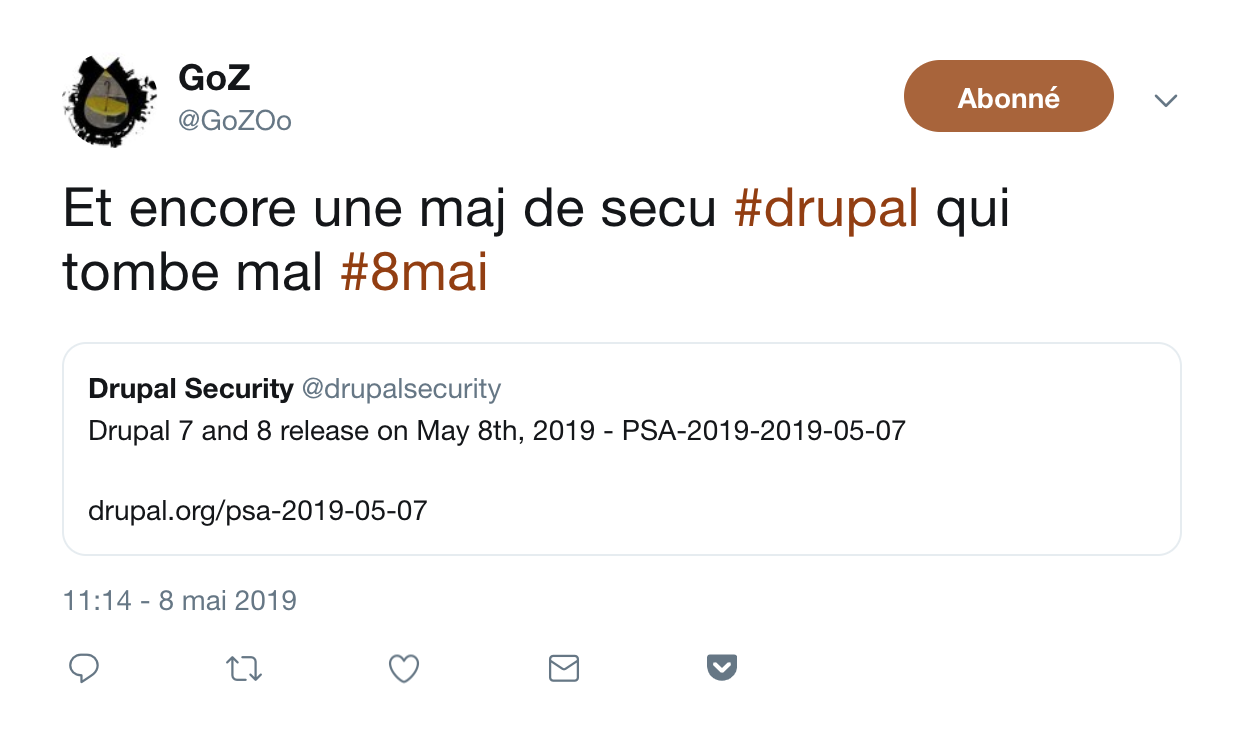 GoZ
@GoZOo
Abonné
Et encore une maj de secu #drupal qui
tombe mal #8mai
Drupal Security @drupalsecurity
Drupal 7 and 8 release on May 8th, 2019 - PSA-2019-2019-05-07
drupal.org/psa-2019-05-07
11:14 - 8 mai 2019